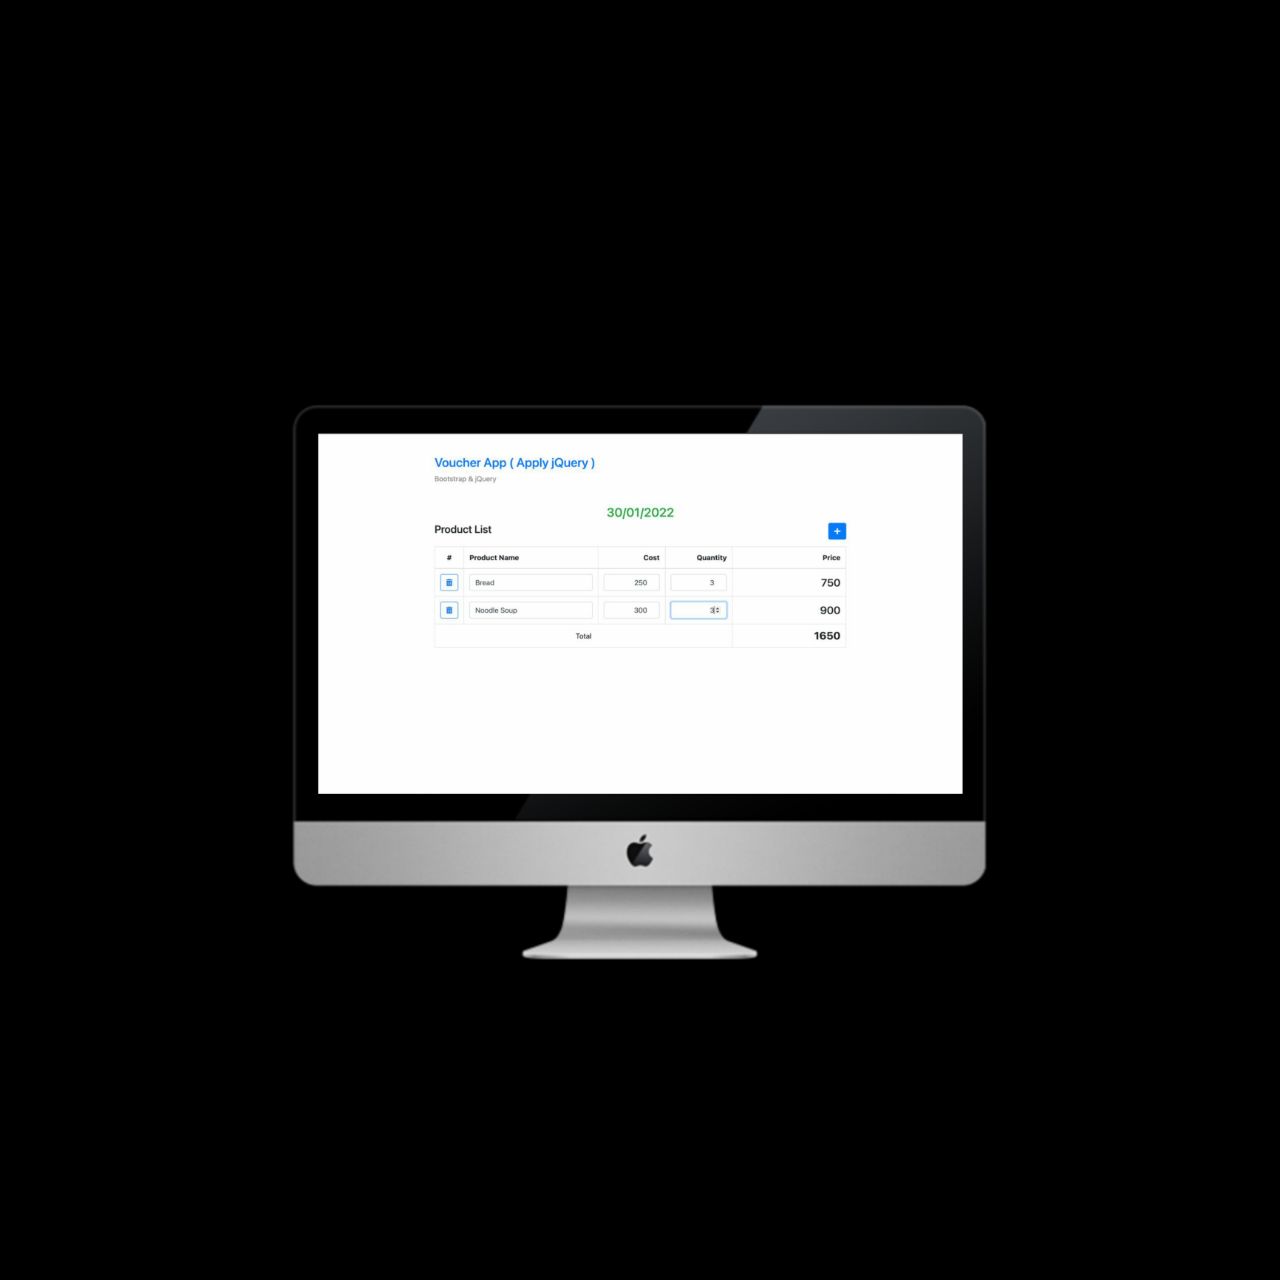 Voucher App ( Apply jQuery )
Bootstrap & jQuery
30/01/2022
Product List
+
# Product Name Cost Quantity Price
Bread 250 3 750
Noodle Soup 300 3 900
Total 1650